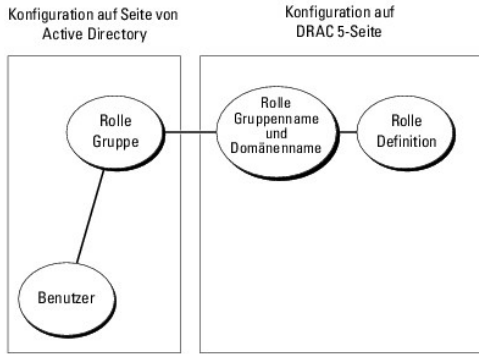 Konfiguration auf Seite von
Active Directory
Konfiguration auf
DRAC 5-Seite
Rolle
Gruppe
Rolle
Gruppenname
und
Domänenname
Rolle
Definition
Benutzer